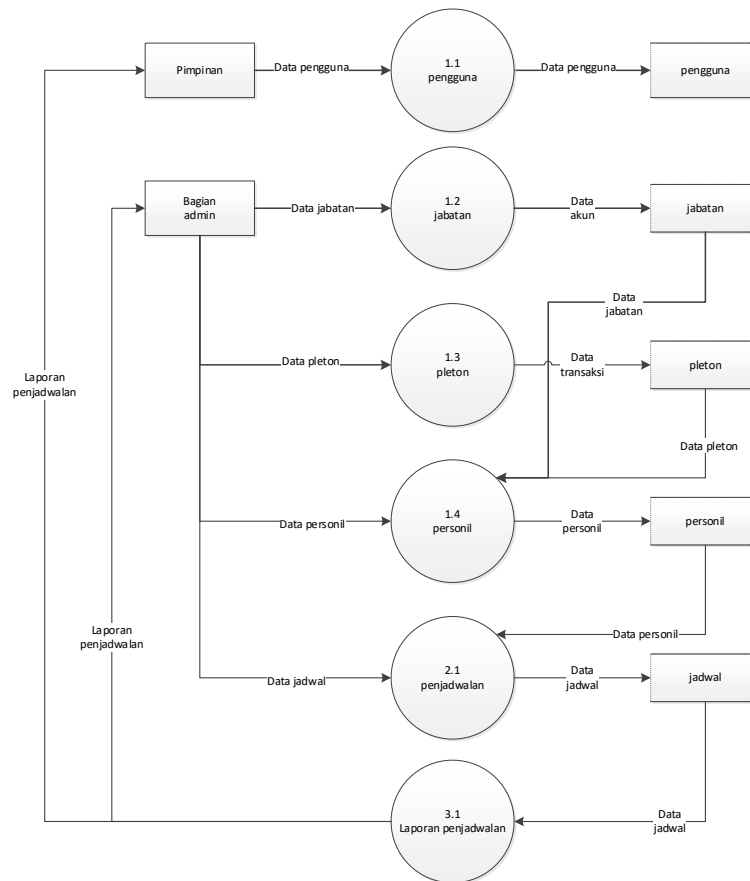 Pimpinan
Data pengguna
1.1
pengguna
Data pengguna
pengguna
Bagian
admin
Data jabatan
1.2
jabatan
Data
akun
jabatan
Data
jabatan
Laporan
penjadwalan
Data pleton
1.3
pleton
Data
transaksi
pleton
Data pleton
Data personil
1.4
personil
Data
personil
personil
Laporan
penjadwalan
Data personil
Data jadwal
2.1
penjadwalan
Data
jadwal
jadwal
3.1
Laporan penjadwalan
Data
jadwal